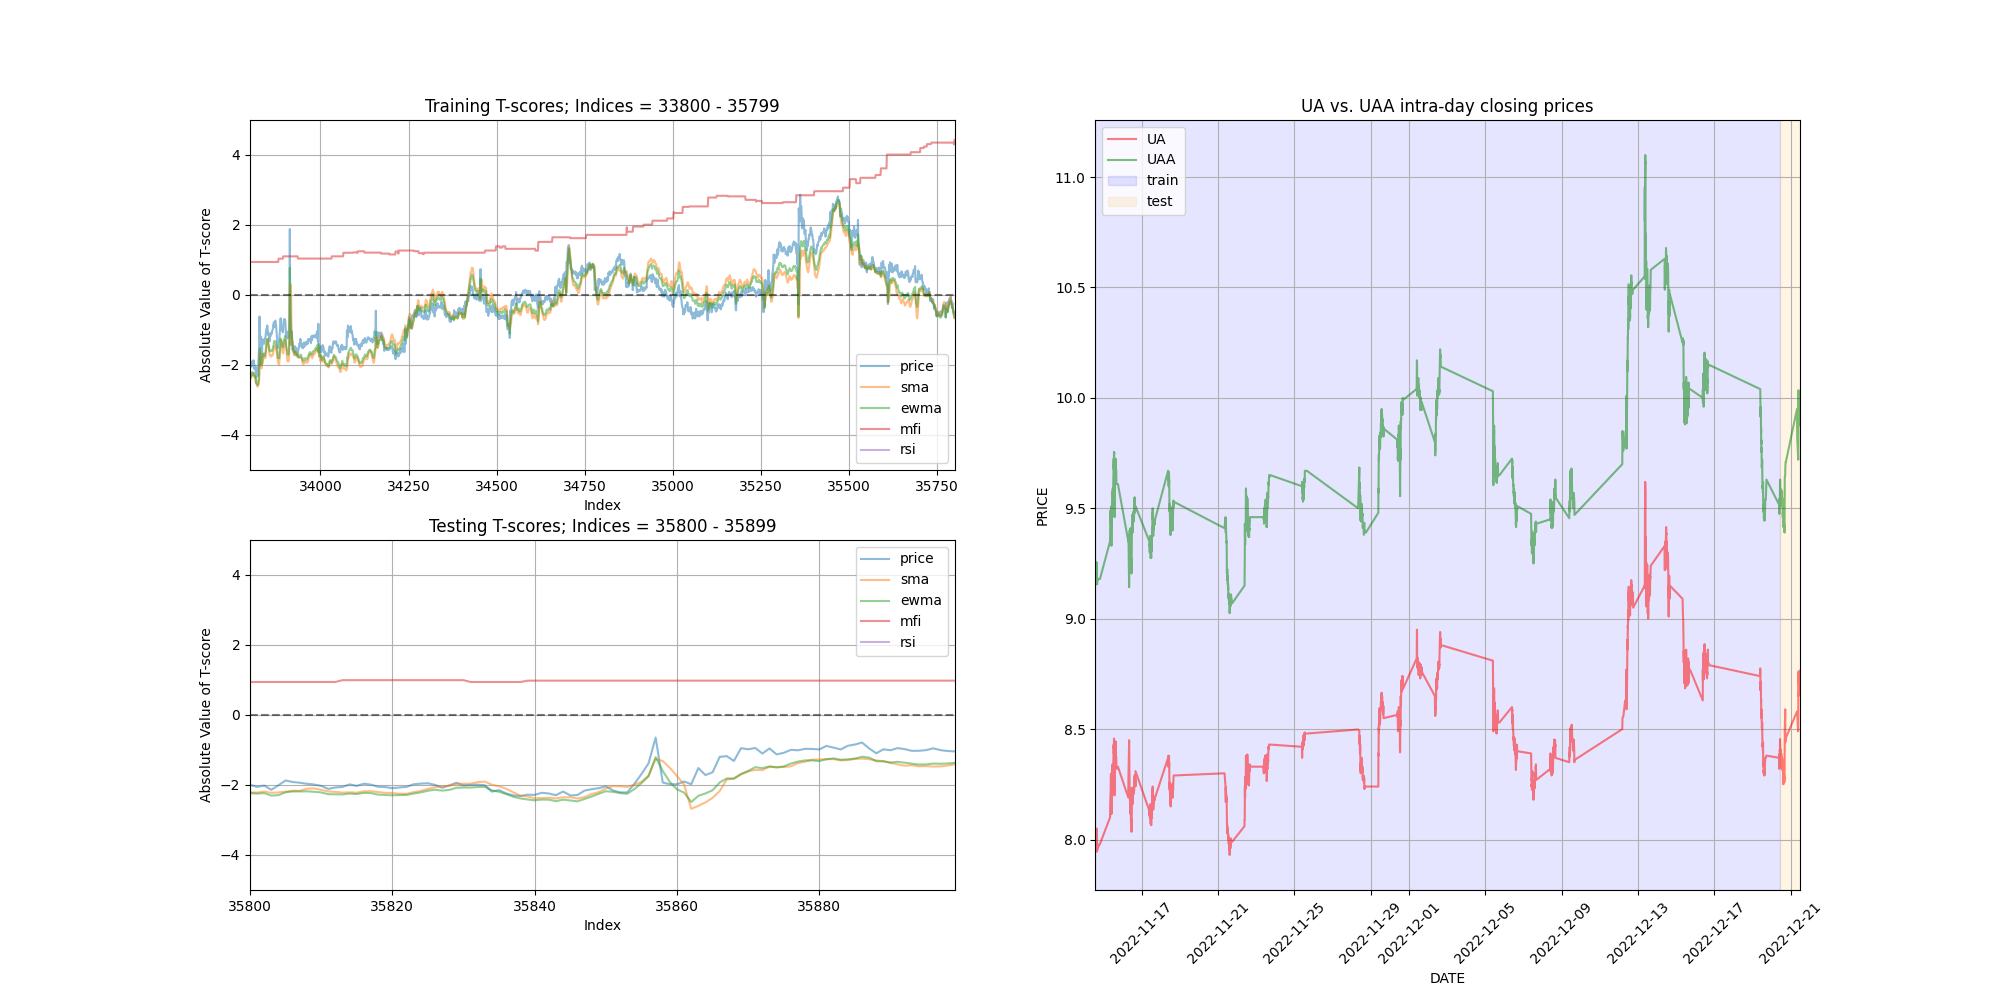 Training T-scores; Indices = 33800 - 35799
Absolute Value of T-score
4
2
0
−2
−4
price
sma
ewma
mfi
rsi
34000 34250 34500 34750 35000 35250 35500 35750
Index
Testing T-scores; Indices = 35800 - 35899
Absolute Value of T-score
4
2
0
−2
−4
price
sma
ewma
mfi
rsi
35800 35820 35840 35860 35880
Index
UA vs. UAA intra-day closing prices
UA
UAA
train
test
PRICE
11.0
10.5
10.0
9.5
9.0
8.5
8.0
2022-11-17 2022-11-21 2022-11-25 2022-11-29 2022-12-01 2022-12-05 2022-12-09 2022-12-13 2022-12-17 2022-12-21
DATE